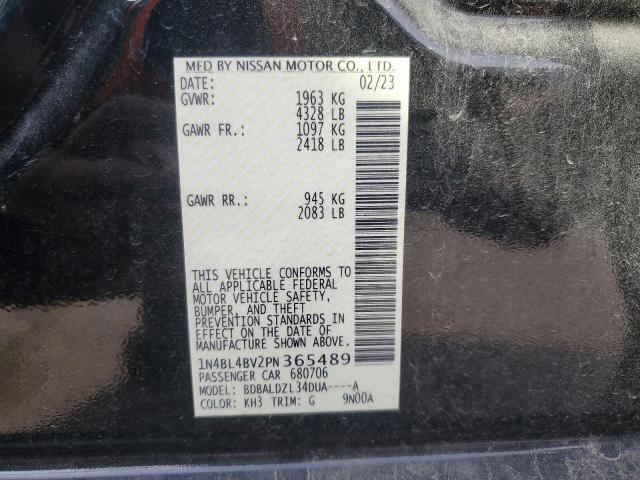 MFD BY NISSAN MOTOR CO., LTD.
DATE: 02/23
GVWR: 1963 KG
4328 LB
GAWR FR.: 1097 KG
2418 LB
GAWR RR.: 945 KG
2083 LB
THIS VEHICLE CONFORMS TO
ALL APPLICABLE FEDERAL
MOTOR VEHICLE SAFETY,
BUMPER, AND THEFT
PREVENTION STANDARDS IN
EFFECT ON THE DATE OF
MANUFACTURE SHOWN ABOVE.
1N4BL4BV2PN365489
PASSENGER CAR 680706
MODEL: BDBALDZL34DUA----A
COLOR: KH3 TRIM: G 9N00A